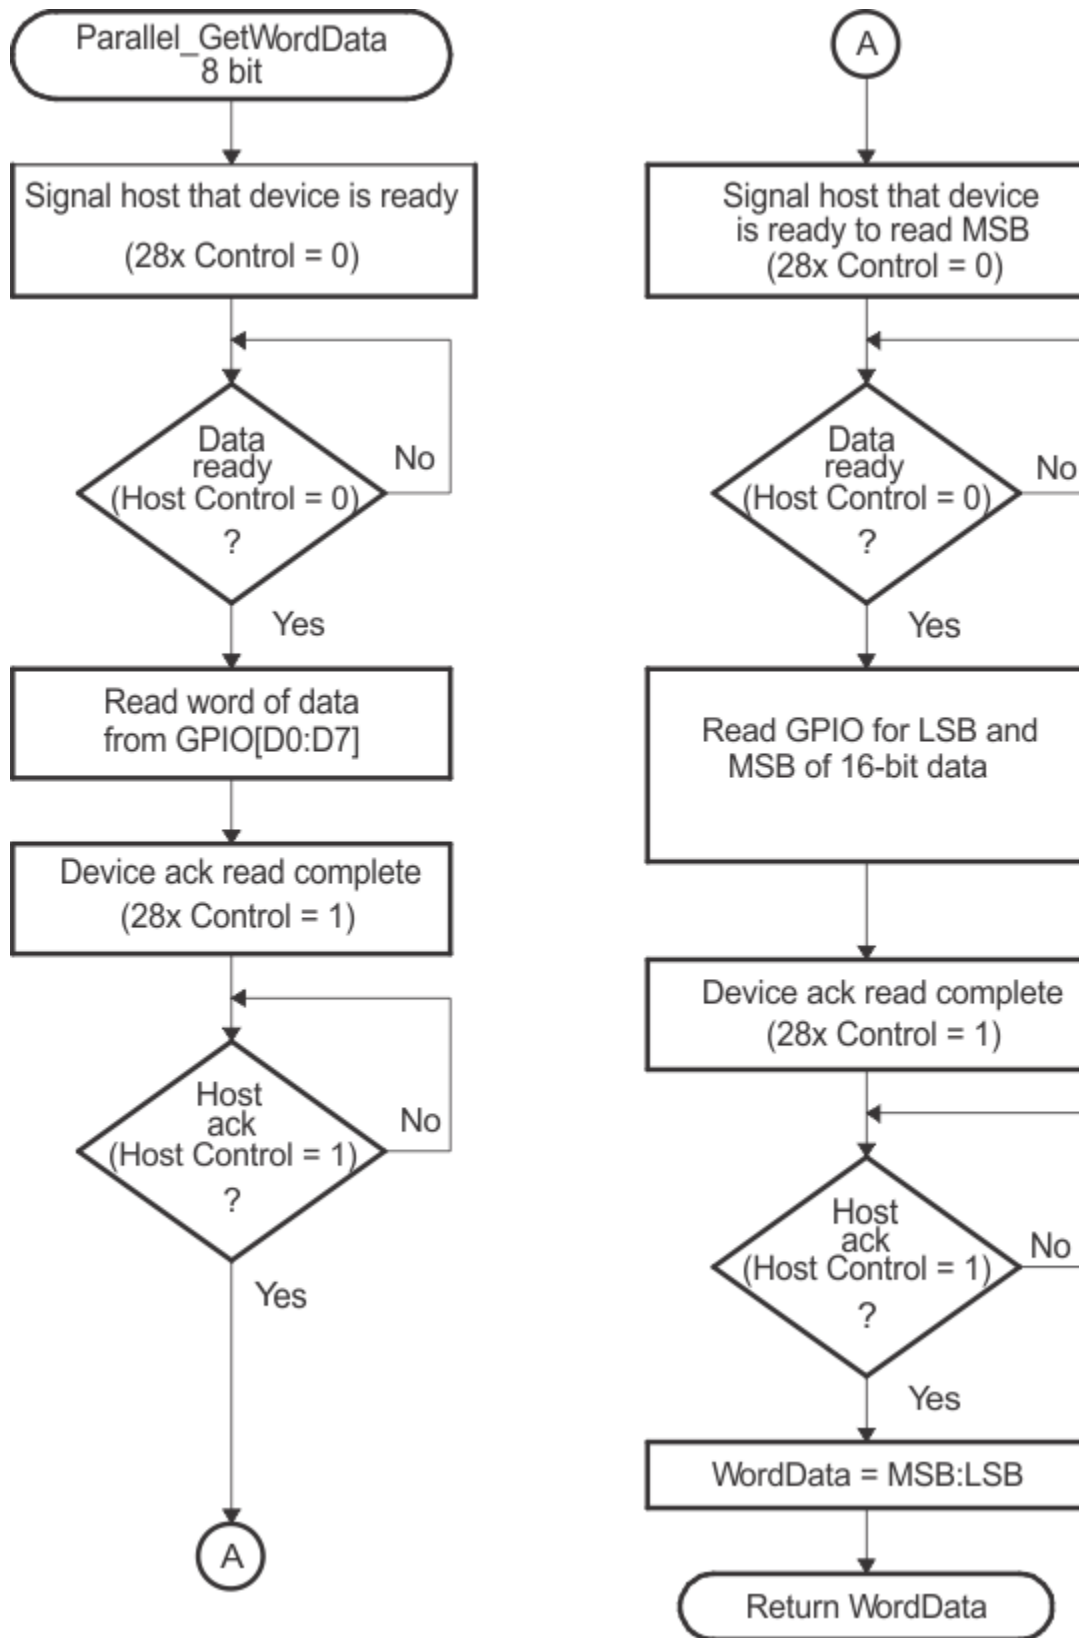 Parallel_GetWordData
8 bit
Signal host that device is ready
(28x Control = 0)
Data
ready
(Host Control = 0)
?
No
Yes
Read word of data
from GPIO[D0:D7]
Device ack read complete
(28x Control = 1)
Host
ack
(Host Control = 1)
?
No
Yes
A
A
Signal host that device
is ready to read MSB
(28x Control = 0)
Data
ready
(Host Control = 0)
?
No
Yes
Read GPIO for LSB and
MSB of 16-bit data
Device ack read complete
(28x Control = 1)
Host
ack
(Host Control = 1)
?
No
Yes
WordData = MSB:LSB
Return WordData